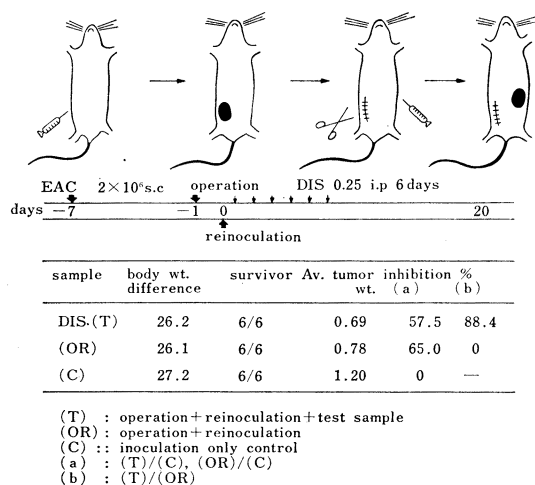 EAC 2×10⁶s.c operation DIS 0.25 i.p 6 days
days −7 −1 0 20
reinoculation
sample body wt. difference survivor Av. tumor wt. inhibition % (a) (b)
DIS.(T) 26.2 6/6 0.69 57.5 88.4
(OR) 26.1 6/6 0.78 65.0 0
(C) 27.2 6/6 1.20 0 —
(T) : operation+reinoculation+test sample
(OR) : operation+reinoculation
(C) :: inoculation only control
(a) : (T)/(C), (OR)/(C)
(b) : (T)/(OR)